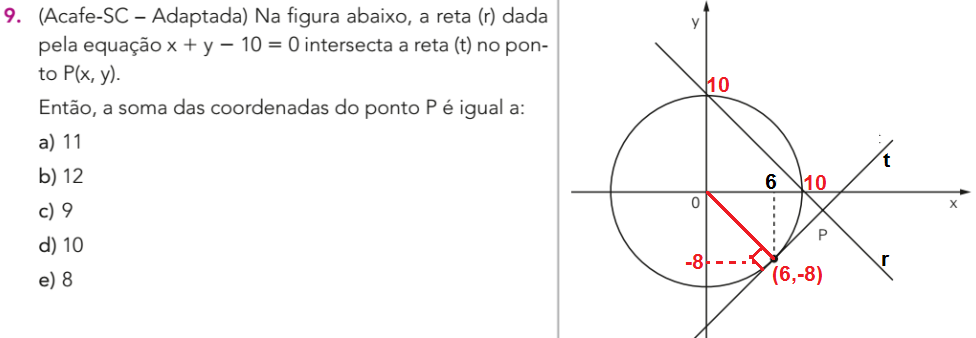 9. (Acafe-SC – Adaptada) Na figura abaixo, a reta (r) dada
pela equação x + y − 10 = 0 intersecta a reta (t) no pon-
to P(x, y).
Então, a soma das coordenadas do ponto P é igual a:
a) 11
b) 12
c) 9
d) 10
e) 8
y
10
t
6
10
0
x
P
-8
r
(6,-8)